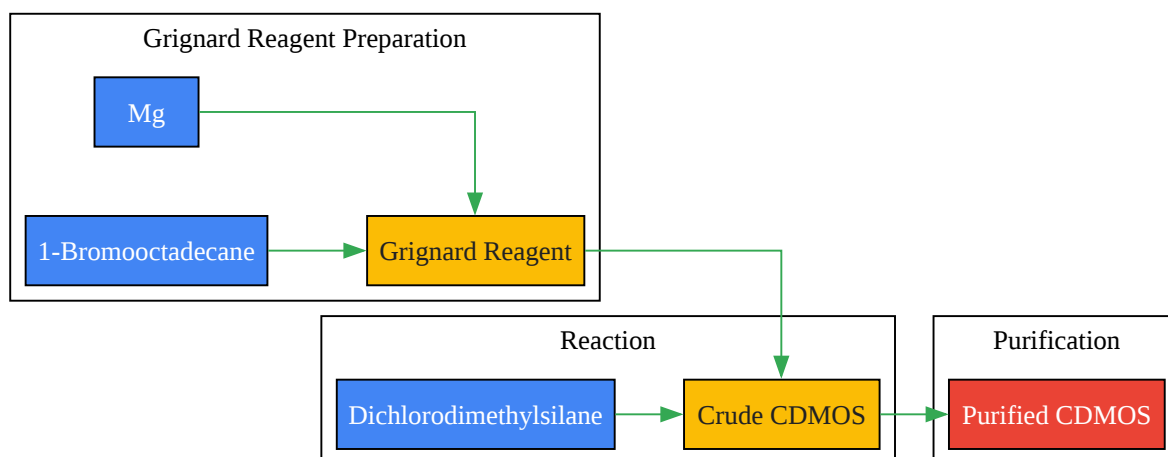 Grignard Reagent Preparation
Mg
1-Bromooctadecane
Grignard Reagent
Reaction
Dichlorodimethylsilane
Crude CDMOS
Purification
Purified CDMOS